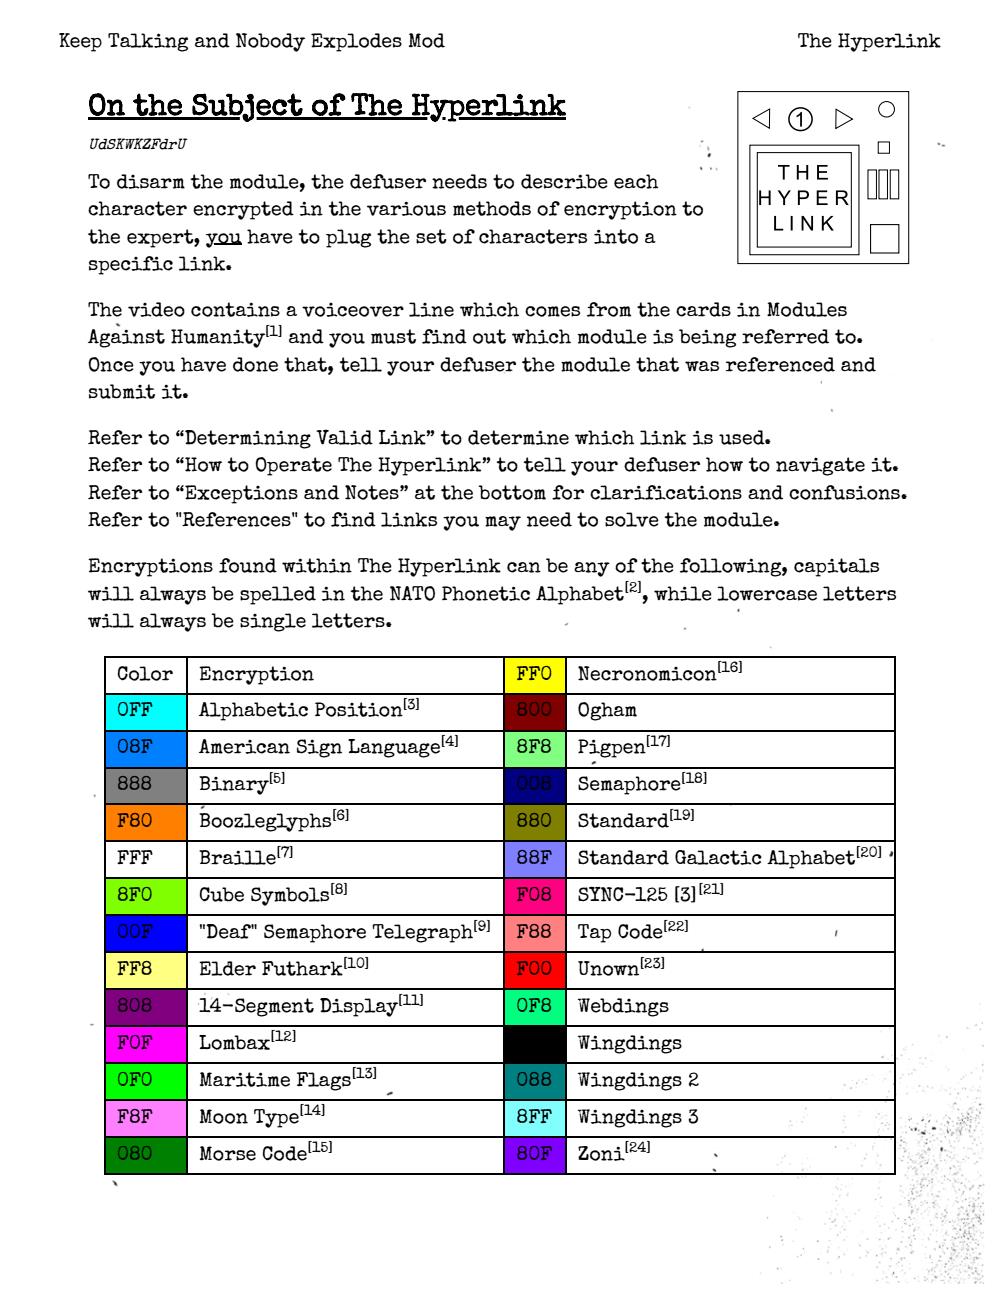 Keep Talking and Nobody Explodes Mod The Hyperlink
On the Subject of The Hyperlink
UdSKWKZFdrU
1
THE
HYPER
LINK
To disarm the module, the defuser needs to describe each
character encrypted in the various methods of encryption to
the expert, you have to plug the set of characters into a
specific link.
The video contains a voiceover line which comes from the cards in Modules
Against Humanity[1] and you must find out which module is being referred to.
Once you have done that, tell your defuser the module that was referenced and
submit it.
Refer to “Determining Valid Link” to determine which link is used.
Refer to “How to Operate The Hyperlink” to tell your defuser how to navigate it.
Refer to “Exceptions and Notes” at the bottom for clarifications and confusions.
Refer to "References" to find links you may need to solve the module.
Encryptions found within The Hyperlink can be any of the following, capitals
will always be spelled in the NATO Phonetic Alphabet[2], while lowercase letters
will always be single letters.
Color Encryption FF0 Necronomicon[16]
0FF Alphabetic Position[3] 800 Ogham
08F American Sign Language[4] 8F8 Pigpen[17]
888 Binary[5] 008 Semaphore[18]
F80 Boozleglyphs[6] 880 Standard[19]
FFF Braille[7] 88F Standard Galactic Alphabet[20]
8F0 Cube Symbols[8] F08 SYNC-125 [3][21]
00F "Deaf" Semaphore Telegraph[9] F88 Tap Code[22]
FF8 Elder Futhark[10] F00 Unown[23]
808 14-Segment Display[11] 0F8 Webdings
F0F Lombax[12] Wingdings
0F0 Maritime Flags[13] 088 Wingdings 2
F8F Moon Type[14] 8FF Wingdings 3
080 Morse Code[15] 80F Zoni[24]